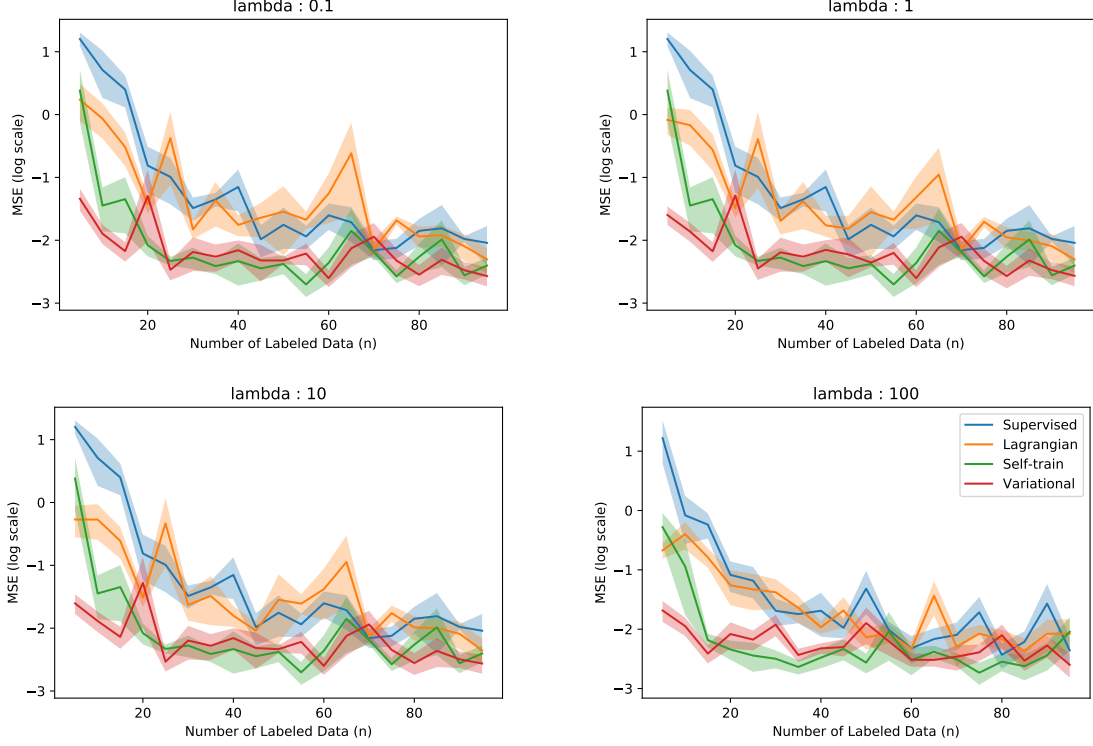 lambda : 0.1
1
0
−1
−2
−3
MSE (log scale)
20
40
60
80
Number of Labeled Data (n)
lambda : 1
1
0
−1
−2
−3
MSE (log scale)
20
40
60
80
Number of Labeled Data (n)
lambda : 10
1
0
−1
−2
−3
MSE (log scale)
20
40
60
80
Number of Labeled Data (n)
lambda : 100
Supervised
Lagrangian
Self-train
Variational
1
0
−1
−2
−3
MSE (log scale)
20
40
60
80
Number of Labeled Data (n)